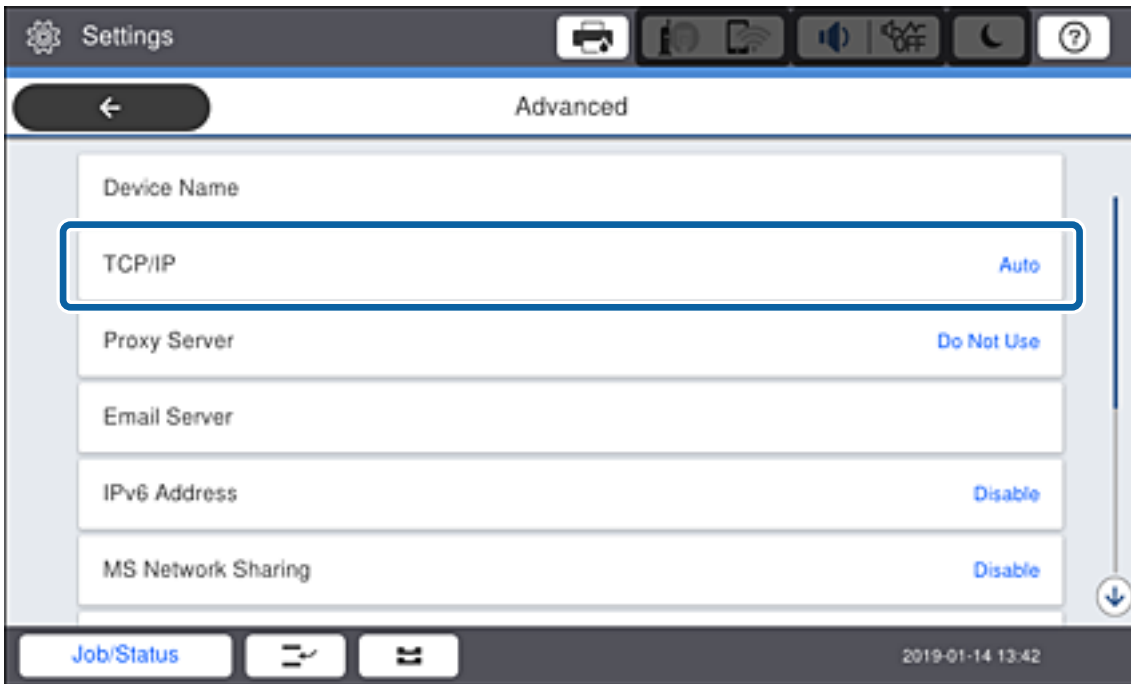 Settings
OFF
?
Advanced
Device Name
TCP/IP Auto
Proxy Server Do Not Use
Email Server
IPv6 Address Disable
MS Network Sharing Disable
Job/Status 2019-01-14 13:42